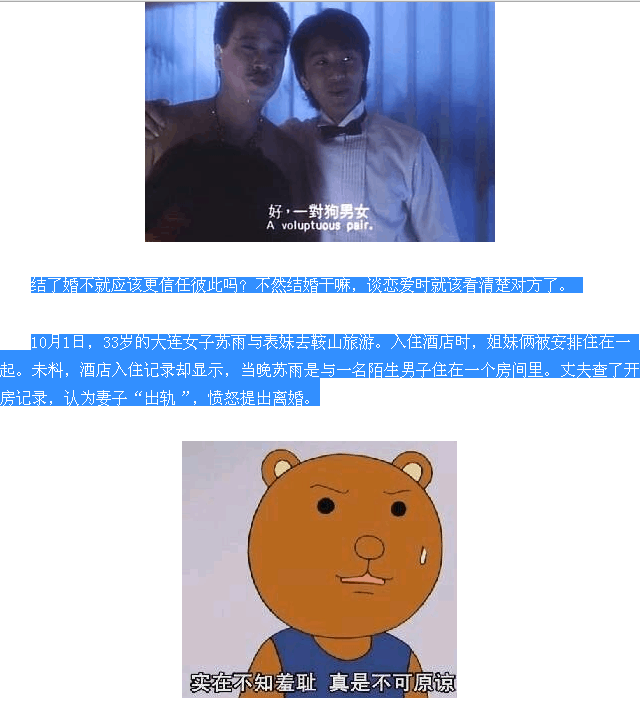 好，一對狗男女
A voluptuous pair.
结了婚不就应该更信任彼此吗？不然结婚干嘛，谈恋爱时就该看清楚对方了。
10月1日，33岁的大连女子苏雨与表妹去鞍山旅游。入住酒店时，姐妹俩被安排住在一
起。未料，酒店入住记录却显示，当晚苏雨是与一名陌生男子住在一个房间里。丈夫查了开
房记录，认为妻子“出轨”，愤怒提出离婚。
实在不知羞耻 真是不可原谅